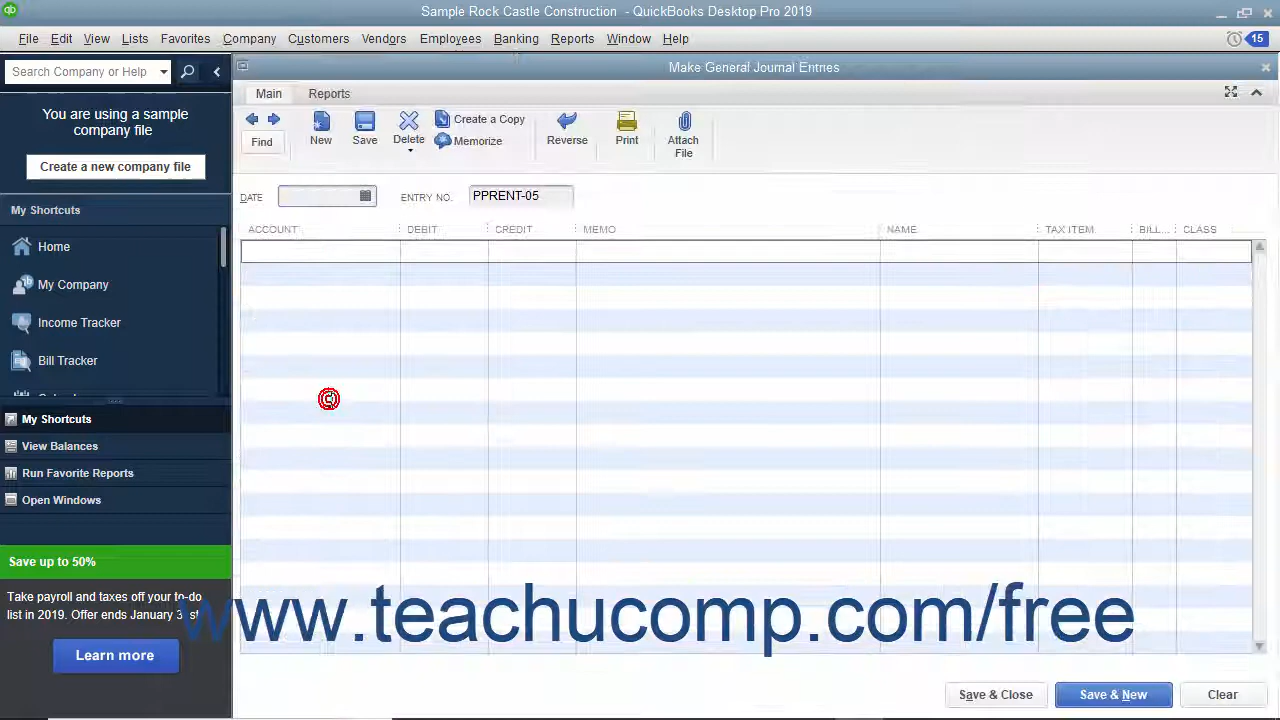 Sample Rock Castle Construction - QuickBooks Desktop Pro 2019
File Edit View Lists Favorites Company Customers Vendors Employees Banking Reports Window Help
15
Search Company or Help
Make General Journal Entries
You are using a sample
company file
Create a new company file
Main Reports
Find New Save Delete Create a Copy
Memorize
Reverse Print Attach
File
DATE ENTRY NO. PPRENT-05
ACCOUNT DEBIT CREDIT MEMO NAME TAX ITEM BILL... CLASS
My Shortcuts
Home
My Company
Income Tracker
Bill Tracker
My Shortcuts
View Balances
Run Favorite Reports
Open Windows
Save up to 50%
Take payroll and taxes off your to-do
list in 2019. Offer ends January 3 st
Learn more
www.teachucomp.com/free
Save & Close Save & New Clear